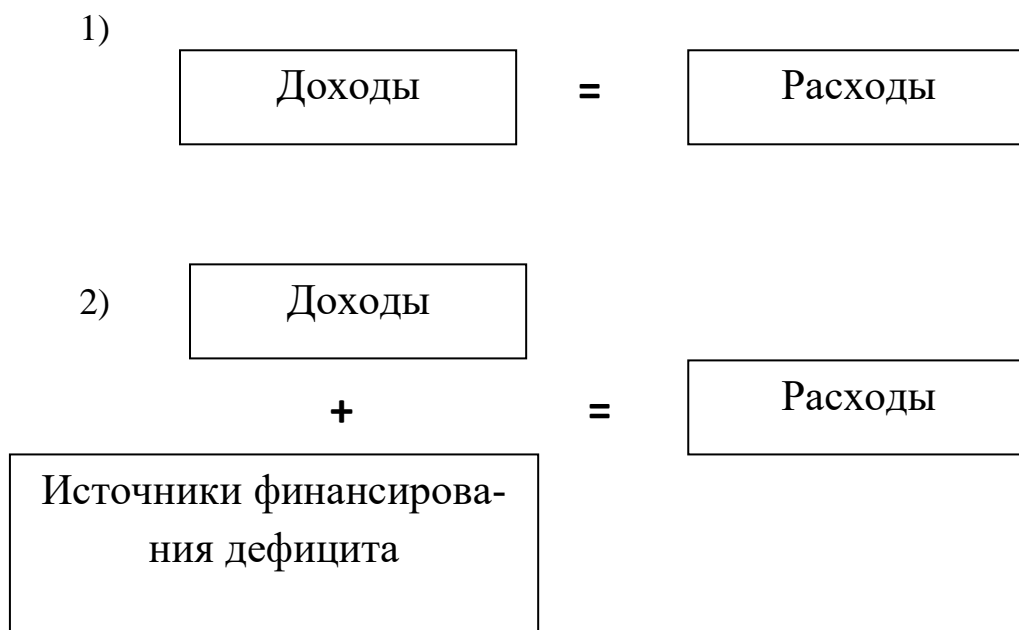 1)
Доходы = Расходы
2) Доходы
+ = Расходы
Источники финансирова-
ния дефицита